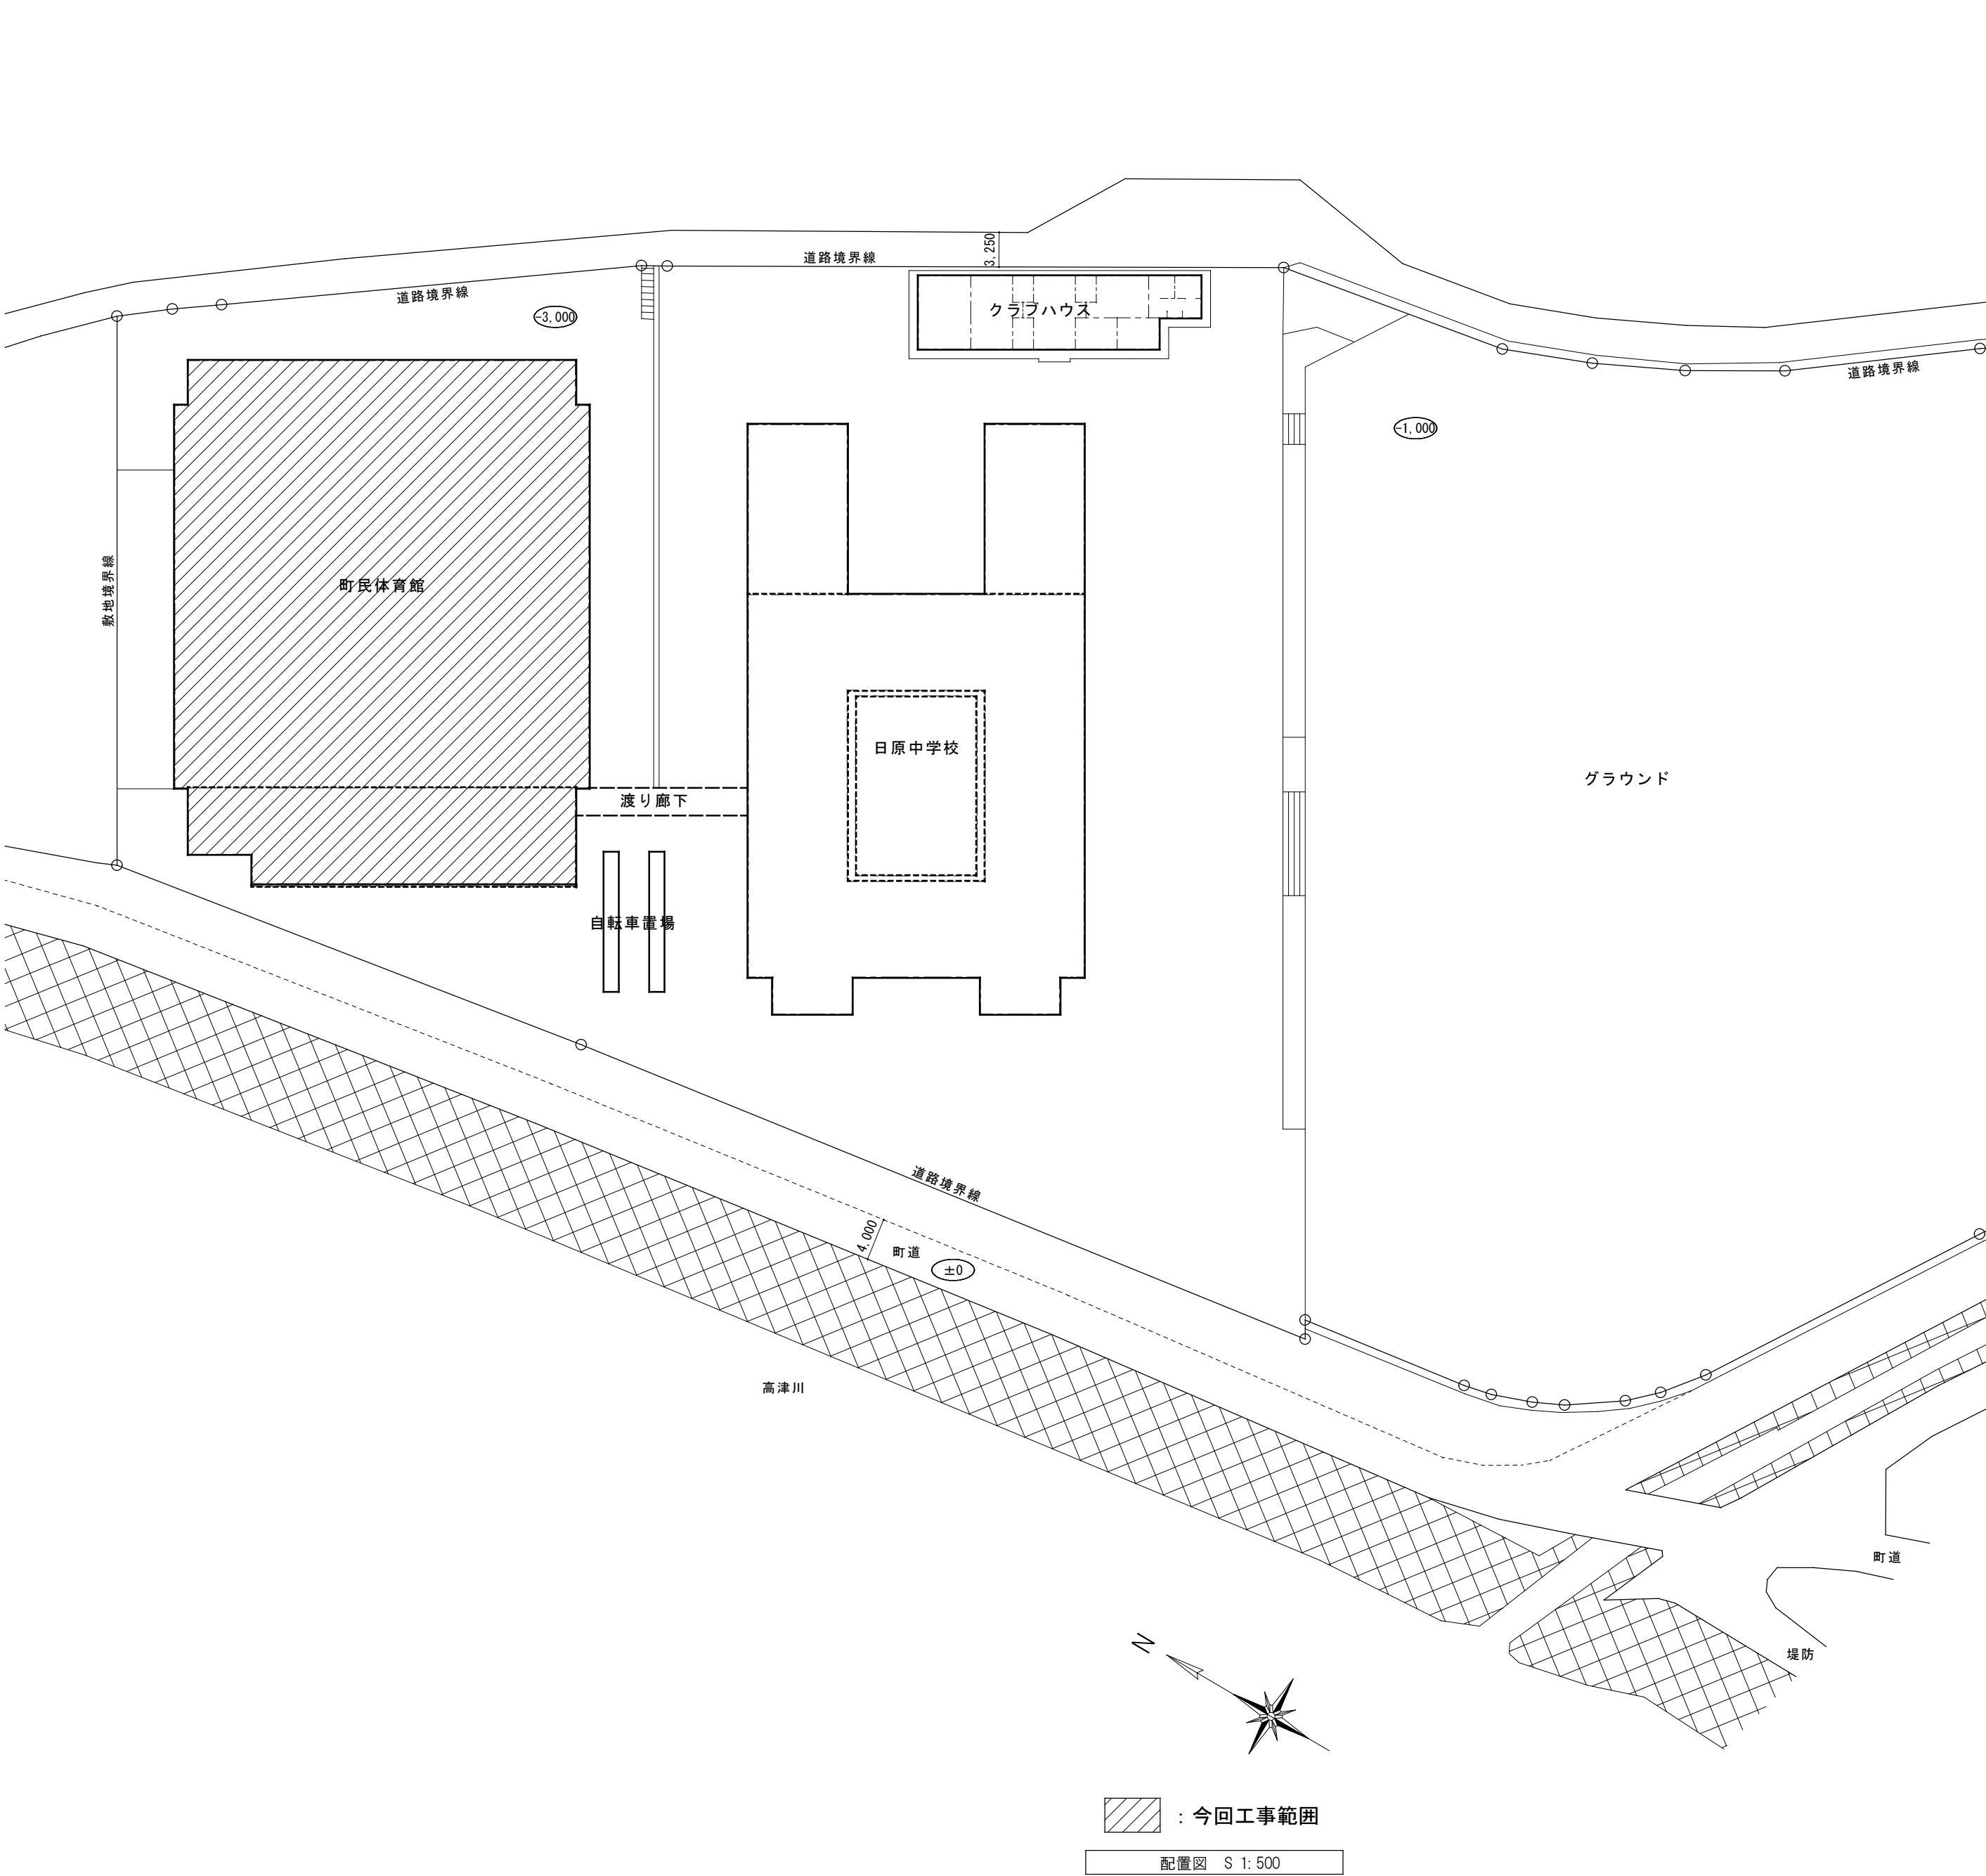 3,250
道路境界線
道路境界線
-3,000
クラブハウス
道路境界線
-1,000
敷地境界線
町民体育館
日原中学校
グラウンド
渡り廊下
自転車置場
道路境界線
4,000
町道
±0
高津川
町道
N
堤防
：今回工事範囲
配置図 S 1:500